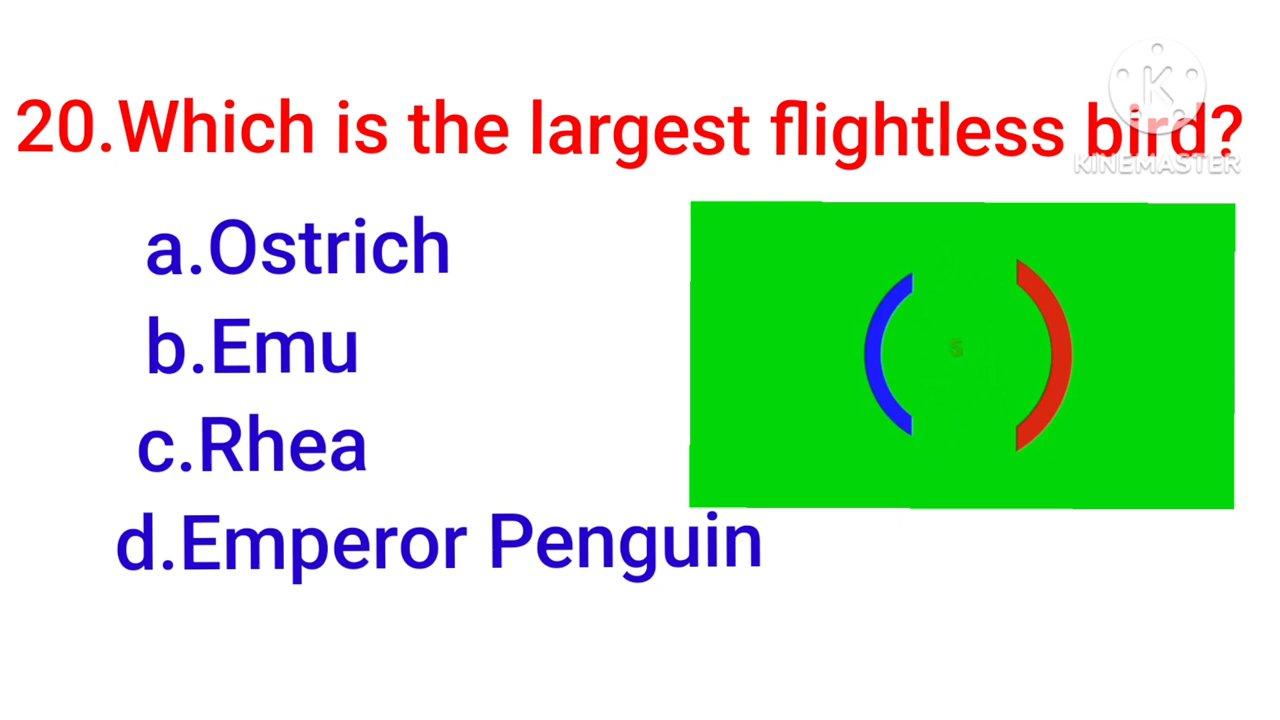 20.Which is the largest flightless bird?
KINEMASTER
a.Ostrich
b.Emu
c.Rhea
d.Emperor Penguin